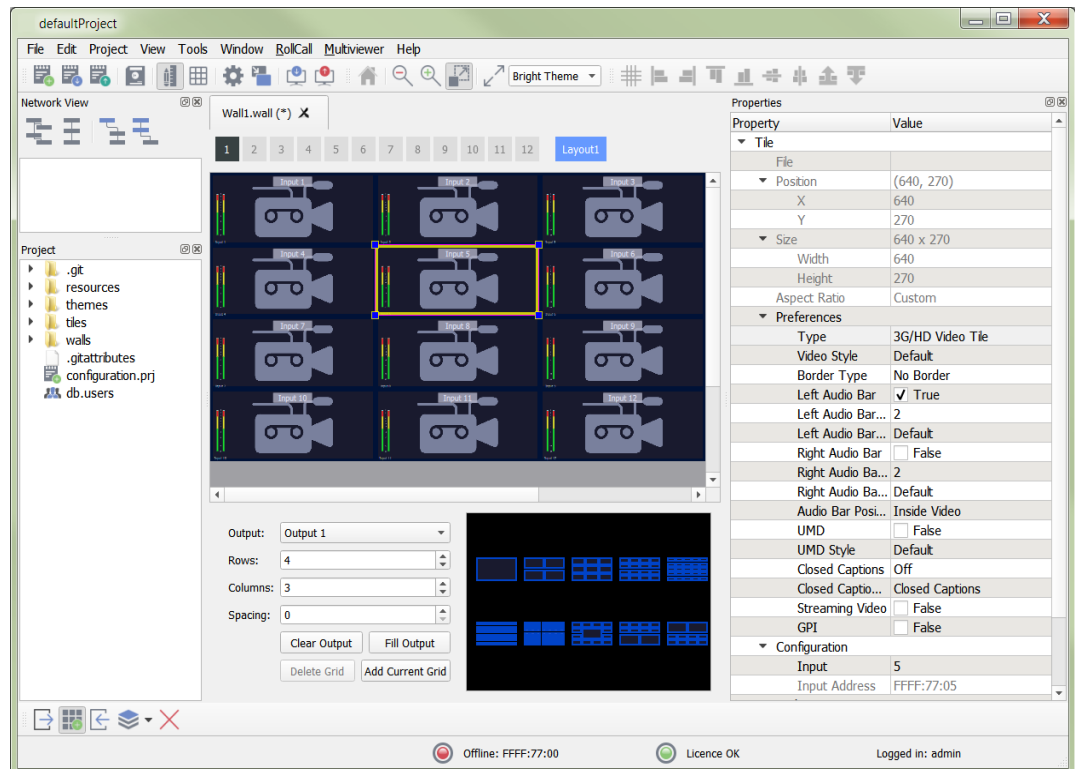 defaultProject
File Edit Project View Tools Window RollCall Multiviewer Help
Bright Theme
Network View
Wall1.wall (*)
1 2 3 4 5 6 7 8 9 10 11 12 Layout1
Input 1 Input 2 Input 3
Input 4 Input 5 Input 6
Input 7 Input 8 Input 9
Input 10 Input 11 Input 12
Project
.git
resources
themes
tiles
walls
.gitattributes
configuration.prj
db.users
Output: Output 1
Rows: 4
Columns: 3
Spacing: 0
Clear Output Fill Output
Delete Grid Add Current Grid
Properties
Property Value
Tile
File
Position (640, 270)
X 640
Y 270
Size 640 x 270
Width 640
Height 270
Aspect Ratio Custom
Preferences
Type 3G/HD Video Tile
Video Style Default
Border Type No Border
Left Audio Bar True
Left Audio Bar... 2
Left Audio Bar... Default
Right Audio Bar False
Right Audio Ba... 2
Right Audio Ba... Default
Audio Bar Posi... Inside Video
UMD False
UMD Style Default
Closed Captions Off
Closed Captio... Closed Captions
Streaming Video False
GPI False
Configuration
Input 5
Input Address FFFF:77:05
Offline: FFFF:77:00 Licence OK Logged in: admin